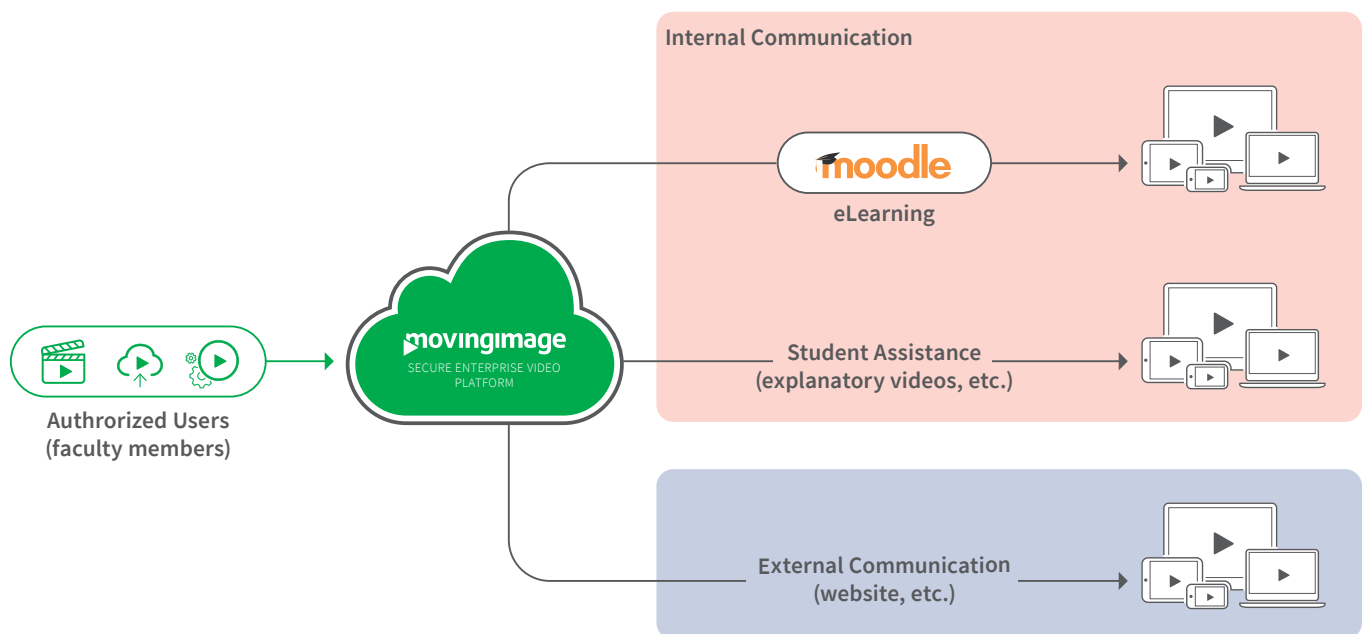 Internal Communication
moodle
eLearning
movingimage
SECURE ENTERPRISE VIDEO
PLATFORM
Student Assistance
(explanatory videos, etc.)
Authrorized Users
(faculty members)
External Communication
(website, etc.)